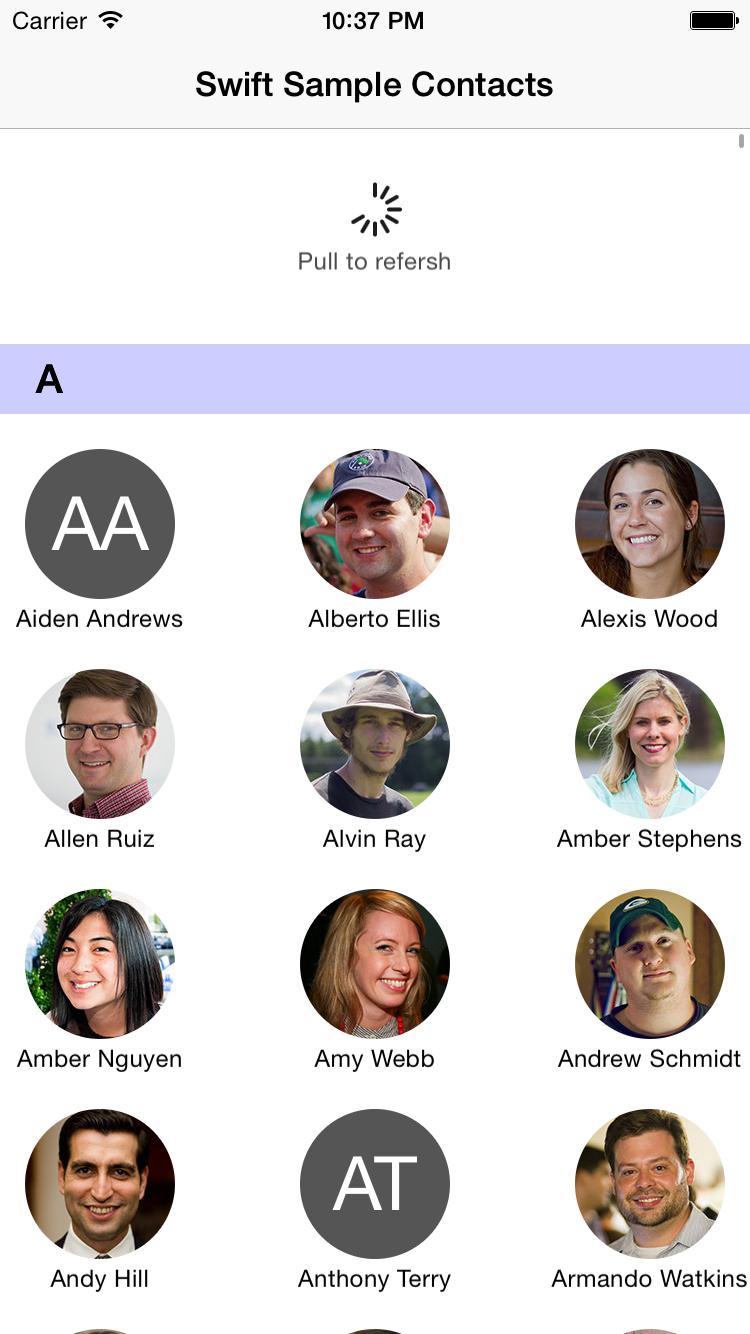 Carrier 10:37 PM
Swift Sample Contacts
Pull to refersh
A
AA
Aiden Andrews Alberto Ellis Alexis Wood
Allen Ruiz Alvin Ray Amber Stephens
Amber Nguyen Amy Webb Andrew Schmidt
AT
Andy Hill Anthony Terry Armando Watkins